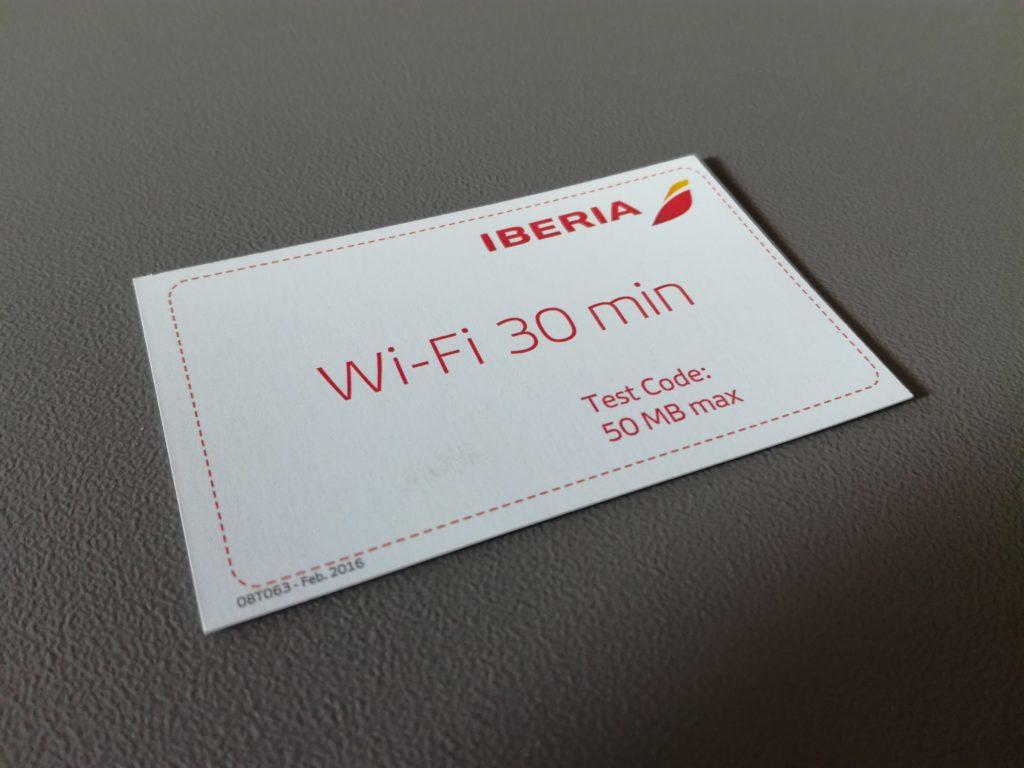 IBERIA
Wi-Fi 30 min
Test Code:
50 MB max
08T063 - Feb. 2016